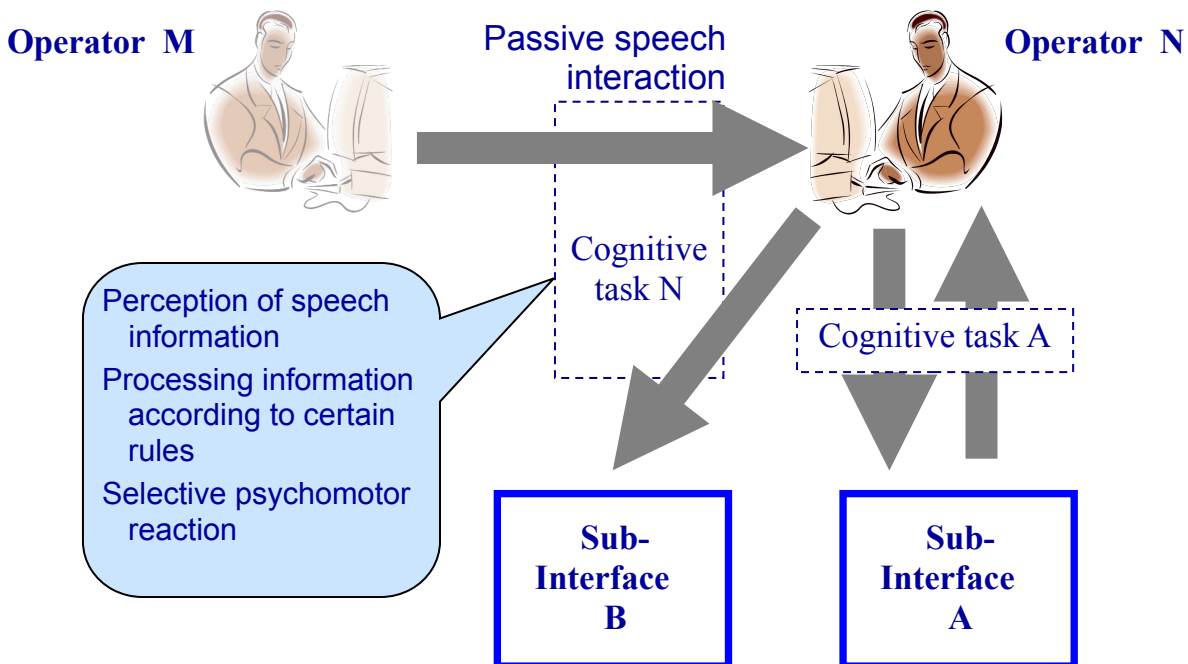 Operator M
Passive speech
interaction
Operator N
Cognitive
task N
Perception of speech
information
Processing information
according to certain
rules
Selective psychomotor
reaction
Cognitive task A
Sub-
Interface
B
Sub-
Interface
A